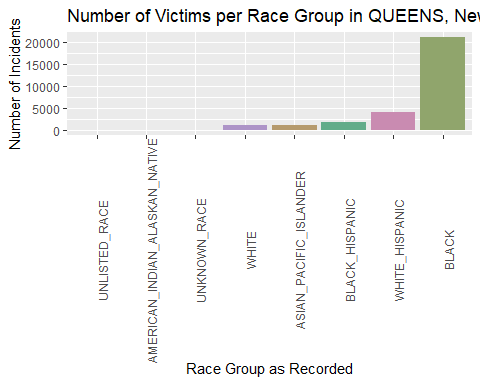 Number of Victims per Race Group in QUEENS, New
Number of Incidents
20000
15000
10000
5000
0
UNLISTED_RACE
AMERICAN_INDIAN_ALASKAN_NATIVE
UNKNOWN_RACE
WHITE
ASIAN_PACIFIC_ISLANDER
BLACK_HISPANIC
WHITE_HISPANIC
BLACK
Race Group as Recorded